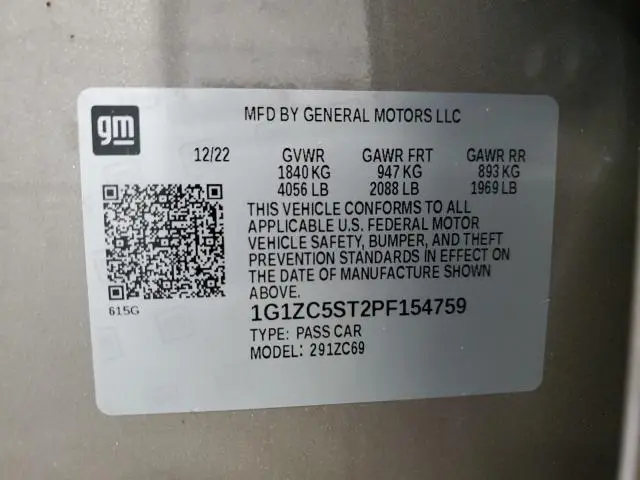 gm
MFD BY GENERAL MOTORS LLC
12/22 GVWR GAWR FRT GAWR RR
1840 KG 947 KG 893 KG
4056 LB 2088 LB 1969 LB
THIS VEHICLE CONFORMS TO ALL
APPLICABLE U.S. FEDERAL MOTOR
VEHICLE SAFETY, BUMPER, AND THEFT
PREVENTION STANDARDS IN EFFECT ON
THE DATE OF MANUFACTURE SHOWN
ABOVE.
615G
1G1ZC5ST2PF154759
TYPE: PASS CAR
MODEL: 291ZC69